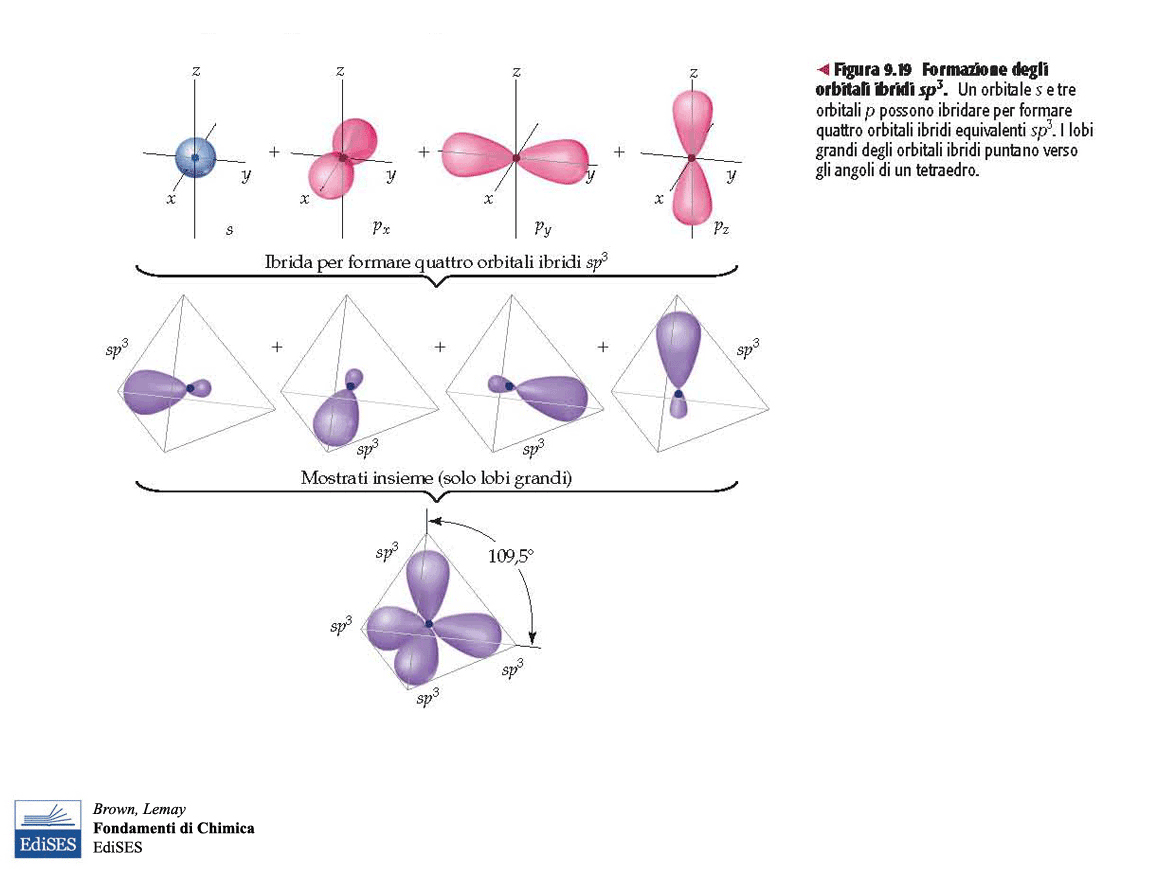 ◄ Figura 9.19 Formazione degli
orbitali ibridi sp³. Un orbitale s e tre
orbitali p possono ibridare per formare
quattro orbitali ibridi equivalenti sp³. I lobi
grandi degli orbitali ibridi puntano verso
gli angoli di un tetraedro.
z z z z
+ + +
y y y y
x x x x
s pₓ p_y p_z
Ibrida per formare quattro orbitali ibridi sp³
sp³ + + + sp³
sp³ sp³
Mostrati insieme (solo lobi grandi)
sp³ 109,5°
sp³
sp³
sp³
Brown, Lemay
Fondamenti di Chimica
EdiSES EdiSES